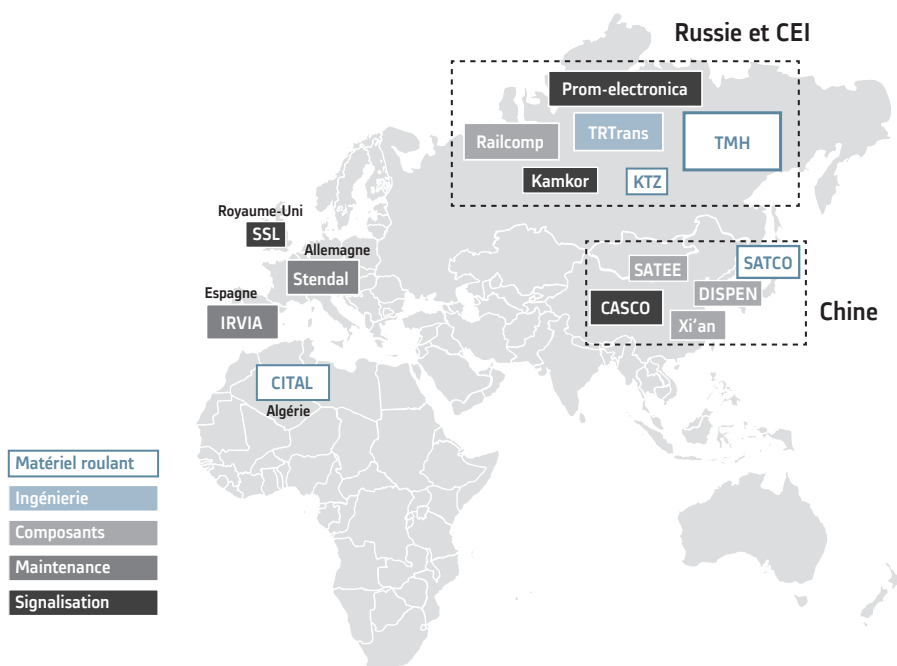 Russie et CEI
Prom-electronica
Railcomp
TRTrans
TMH
Kamkor
KTZ
Royaume-Uni
SSL
Allemagne
Stendal
Espagne
IRVIA
SATEE
SATCO
DISPEN
CASCO
Xi'an
Chine
CITAL
Algérie
Matériel roulant
Ingénierie
Composants
Maintenance
Signalisation